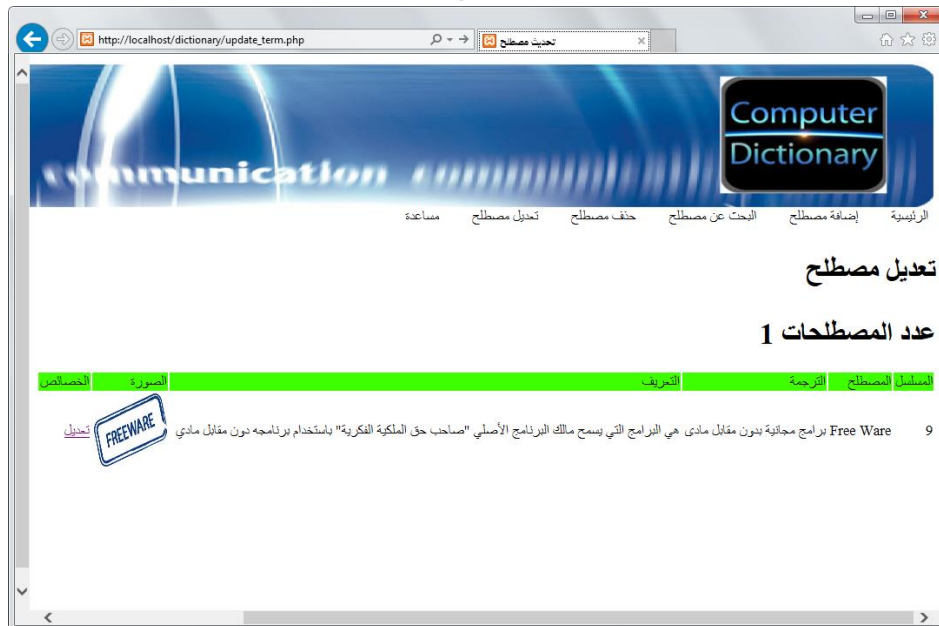 http://localhost/dictionary/update_term.php
تحديث مصطلح
Computer
Dictionary
communication
الرئيسية إضافة مصطلح البحث عن مصطلح حذف مصطلح تعديل مصطلح مساعدة
تعديل مصطلح
عدد المصطلحات 1
المسلسل المصطلح الترجمة التعريف الصورة الخصائص
9 Free Ware برامج مجانية بدون مقابل مادى هي البرامج التي يسمح مالك البرنامج الأصلي "صاحب حق الملكية الفكرية" باستخدام برنامجه دون مقابل مادي FREEWARE تعديل